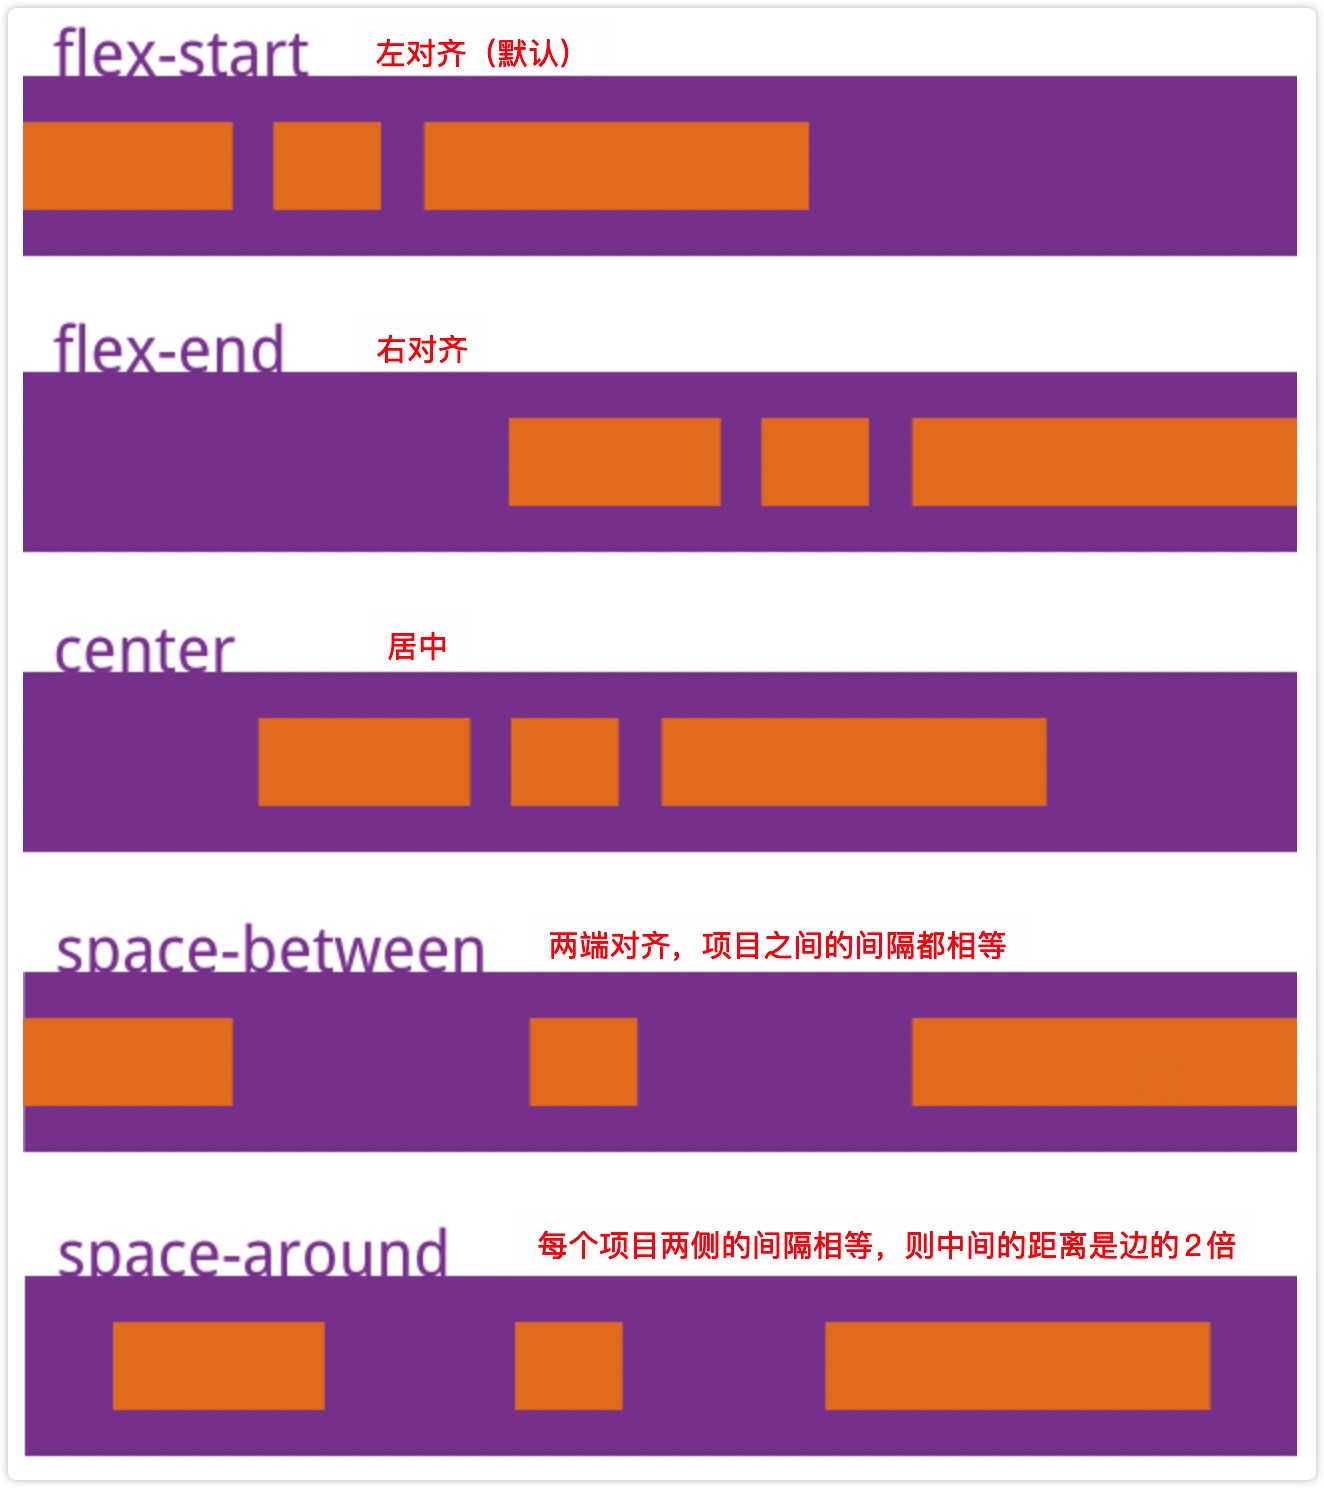 flex-start 左对齐（默认）
flex-end 右对齐
center 居中
space-between 两端对齐，项目之间的间隔都相等
space-around 每个项目两侧的间隔相等，则中间的距离是边的2倍